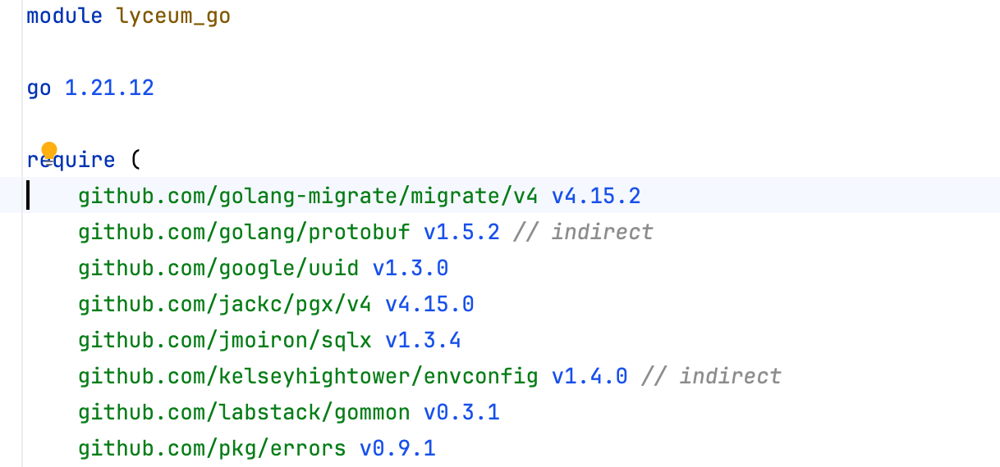 module lyceum_go
go 1.21.12
require (
github.com/golang-migrate/migrate/v4 v4.15.2
github.com/golang/protobuf v1.5.2 // indirect
github.com/google/uuid v1.3.0
github.com/jackc/pgx/v4 v4.15.0
github.com/jmoiron/sqlx v1.3.4
github.com/kelseyhightower/envconfig v1.4.0 // indirect
github.com/labstack/gommon v0.3.1
github.com/pkg/errors v0.9.1